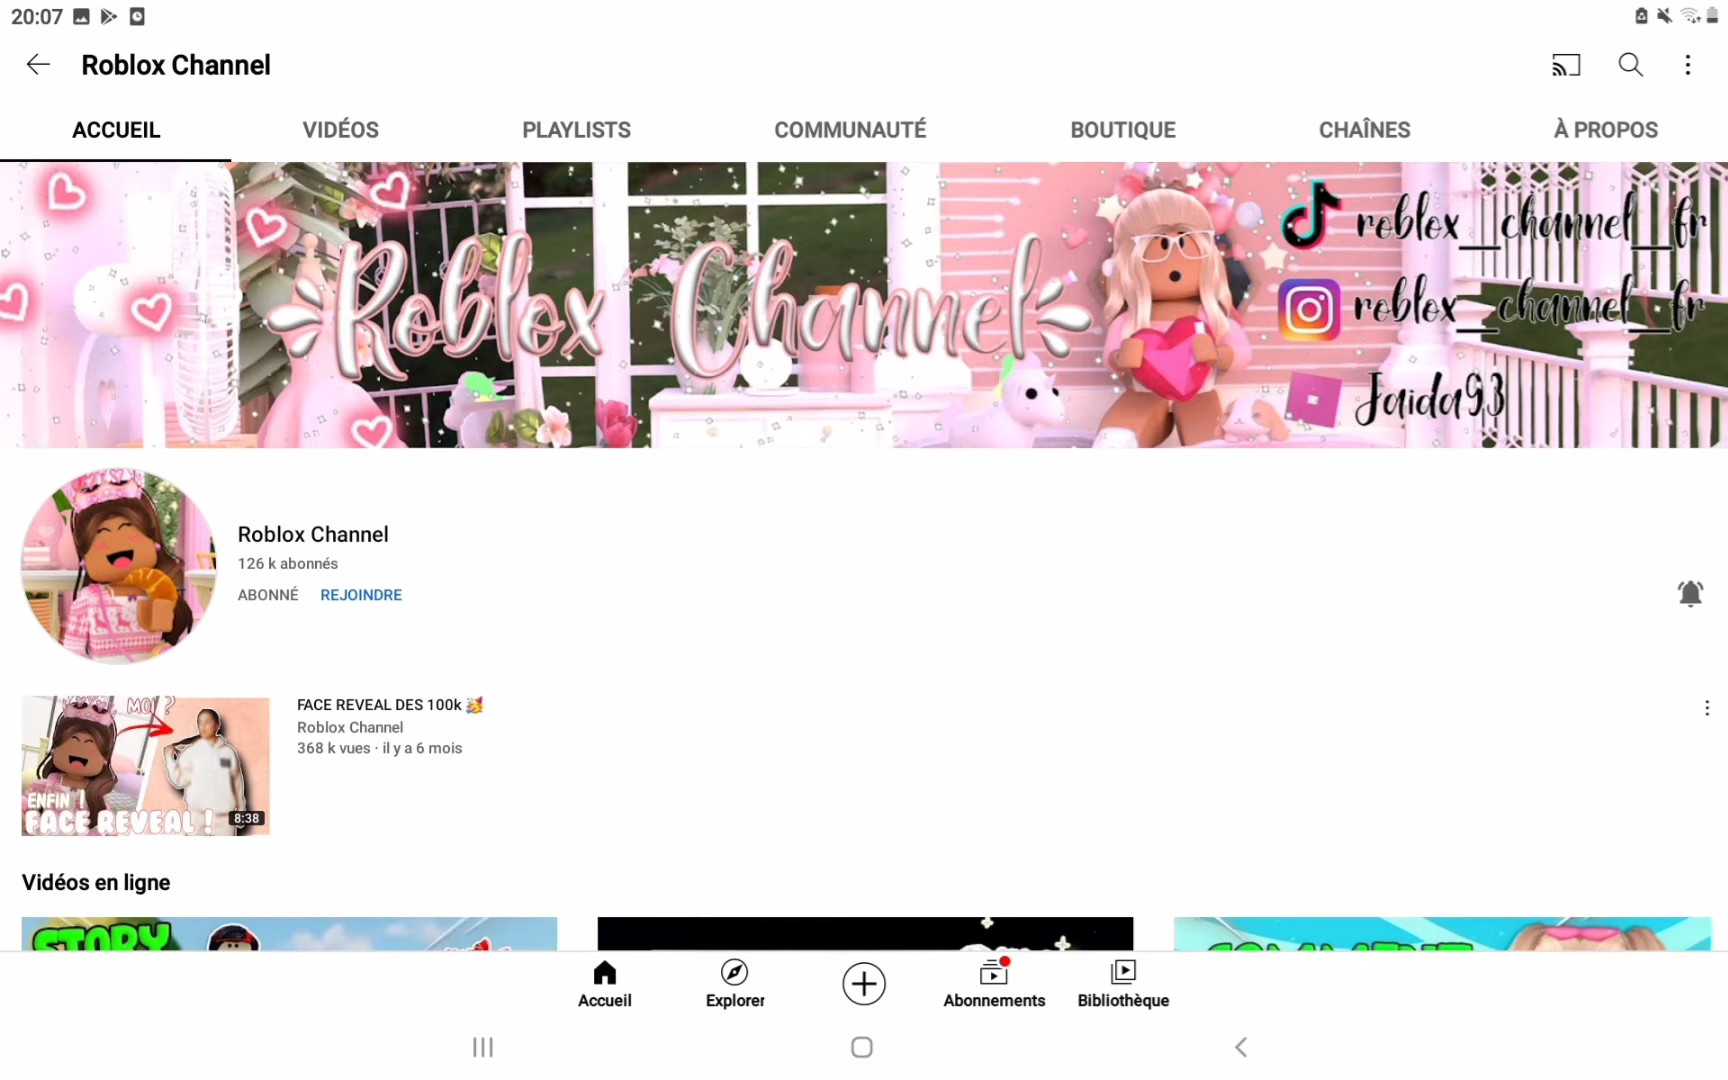 20:07
Roblox Channel
ACCUEIL VIDÉOS PLAYLISTS COMMUNAUTÉ BOUTIQUE CHAÎNES À PROPOS
Roblox Channel
roblox__channel__fr
roblox__channel__fr
Jaida93
Roblox Channel
126 k abonnés
ABONNÉ REJOINDRE
MOI ?
ENFIN !
FACE REVEAL !
8:38
FACE REVEAL DES 100k 🥳
Roblox Channel
368 k vues · il y a 6 mois
Vidéos en ligne
STORY
Accueil Explorer Abonnements Bibliothèque